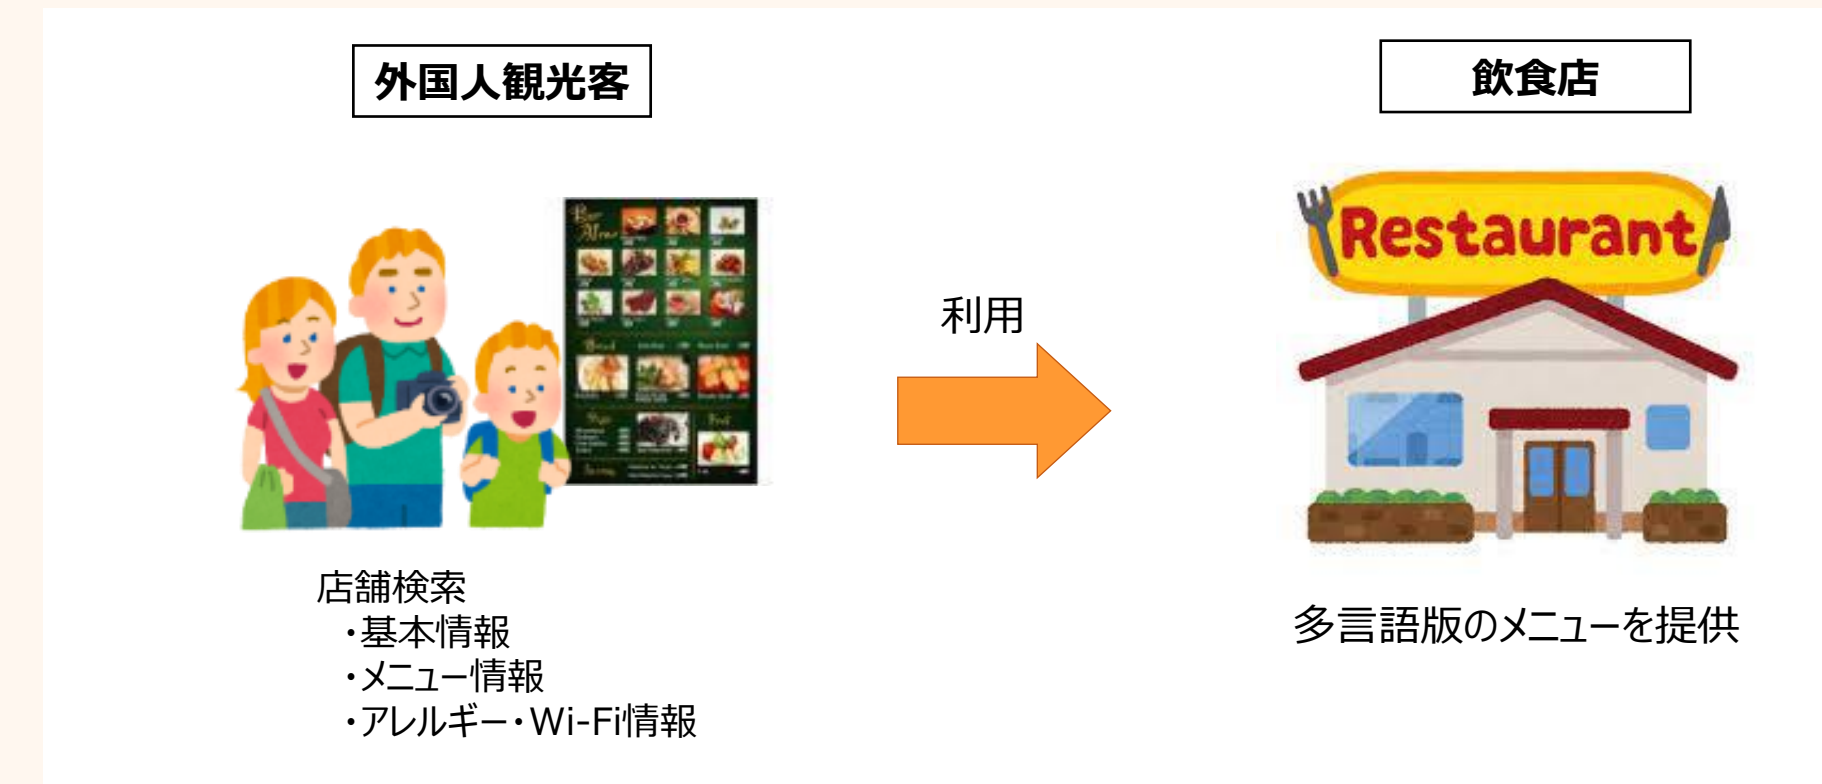 外国人観光客
飲食店
Restaurant
利用
店舗検索
・基本情報
・メニュー情報
・アレルギー・Wi-Fi情報
多言語版のメニューを提供